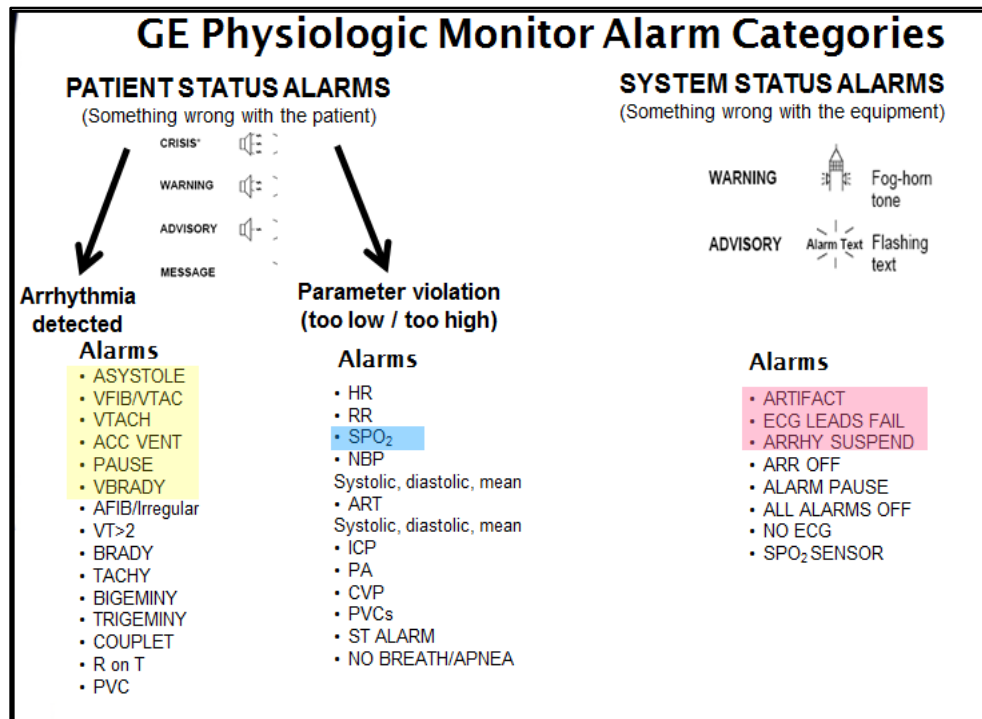 GE Physiologic Monitor Alarm Categories
PATIENT STATUS ALARMS
(Something wrong with the patient)
CRISIS*
WARNING
ADVISORY
MESSAGE
Arrhythmia
detected
Alarms
• ASYSTOLE
• VFIB/VTAC
• VTACH
• ACC VENT
• PAUSE
• VBRADY
• AFIB/Irregular
• VT>2
• BRADY
• TACHY
• BIGEMINY
• TRIGEMINY
• COUPLET
• R on T
• PVC
Parameter violation
(too low / too high)
Alarms
• HR
• RR
• SPO₂
• NBP
Systolic, diastolic, mean
• ART
Systolic, diastolic, mean
• ICP
• PA
• CVP
• PVCs
• ST ALARM
• NO BREATH/APNEA
SYSTEM STATUS ALARMS
(Something wrong with the equipment)
WARNING Fog-horn
tone
ADVISORY Alarm Text Flashing
text
Alarms
• ARTIFACT
• ECG LEADS FAIL
• ARRHY SUSPEND
• ARR OFF
• ALARM PAUSE
• ALL ALARMS OFF
• NO ECG
• SPO₂ SENSOR